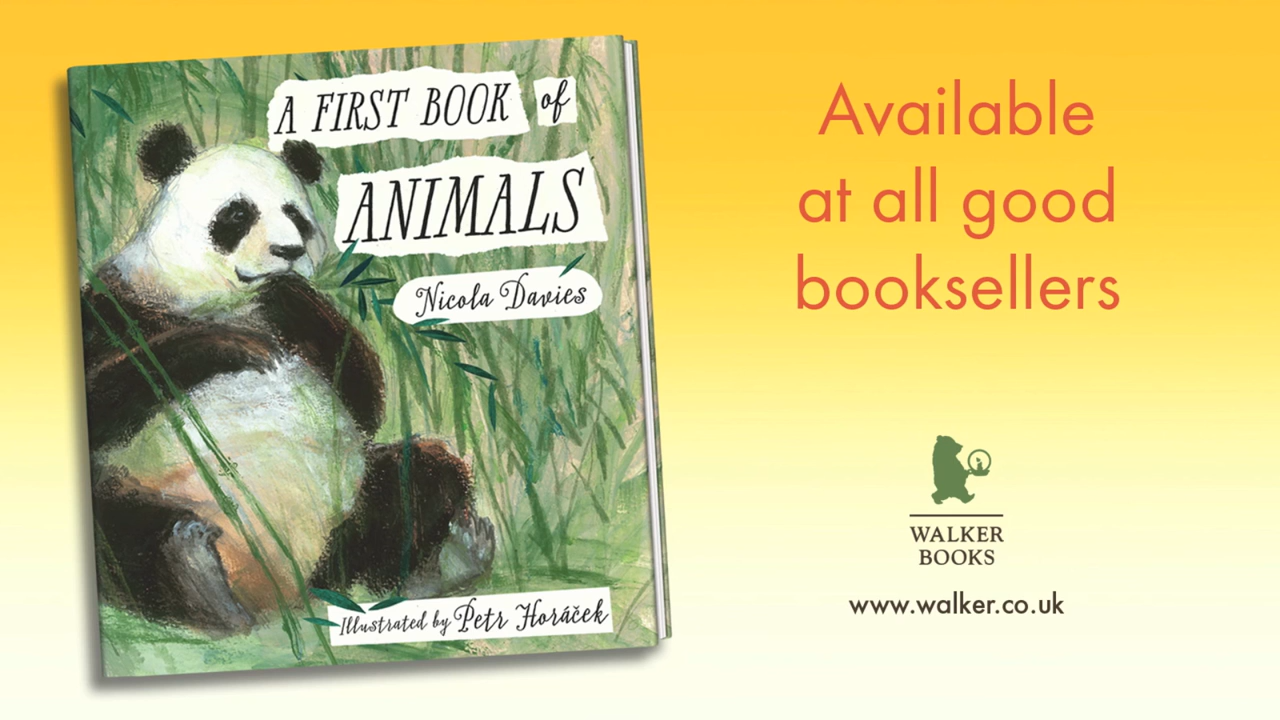 A FIRST BOOK of
ANIMALS
Nicola Davies
Illustrated by Petr Horáček
Available
at all good
booksellers
WALKER
BOOKS
www.walker.co.uk